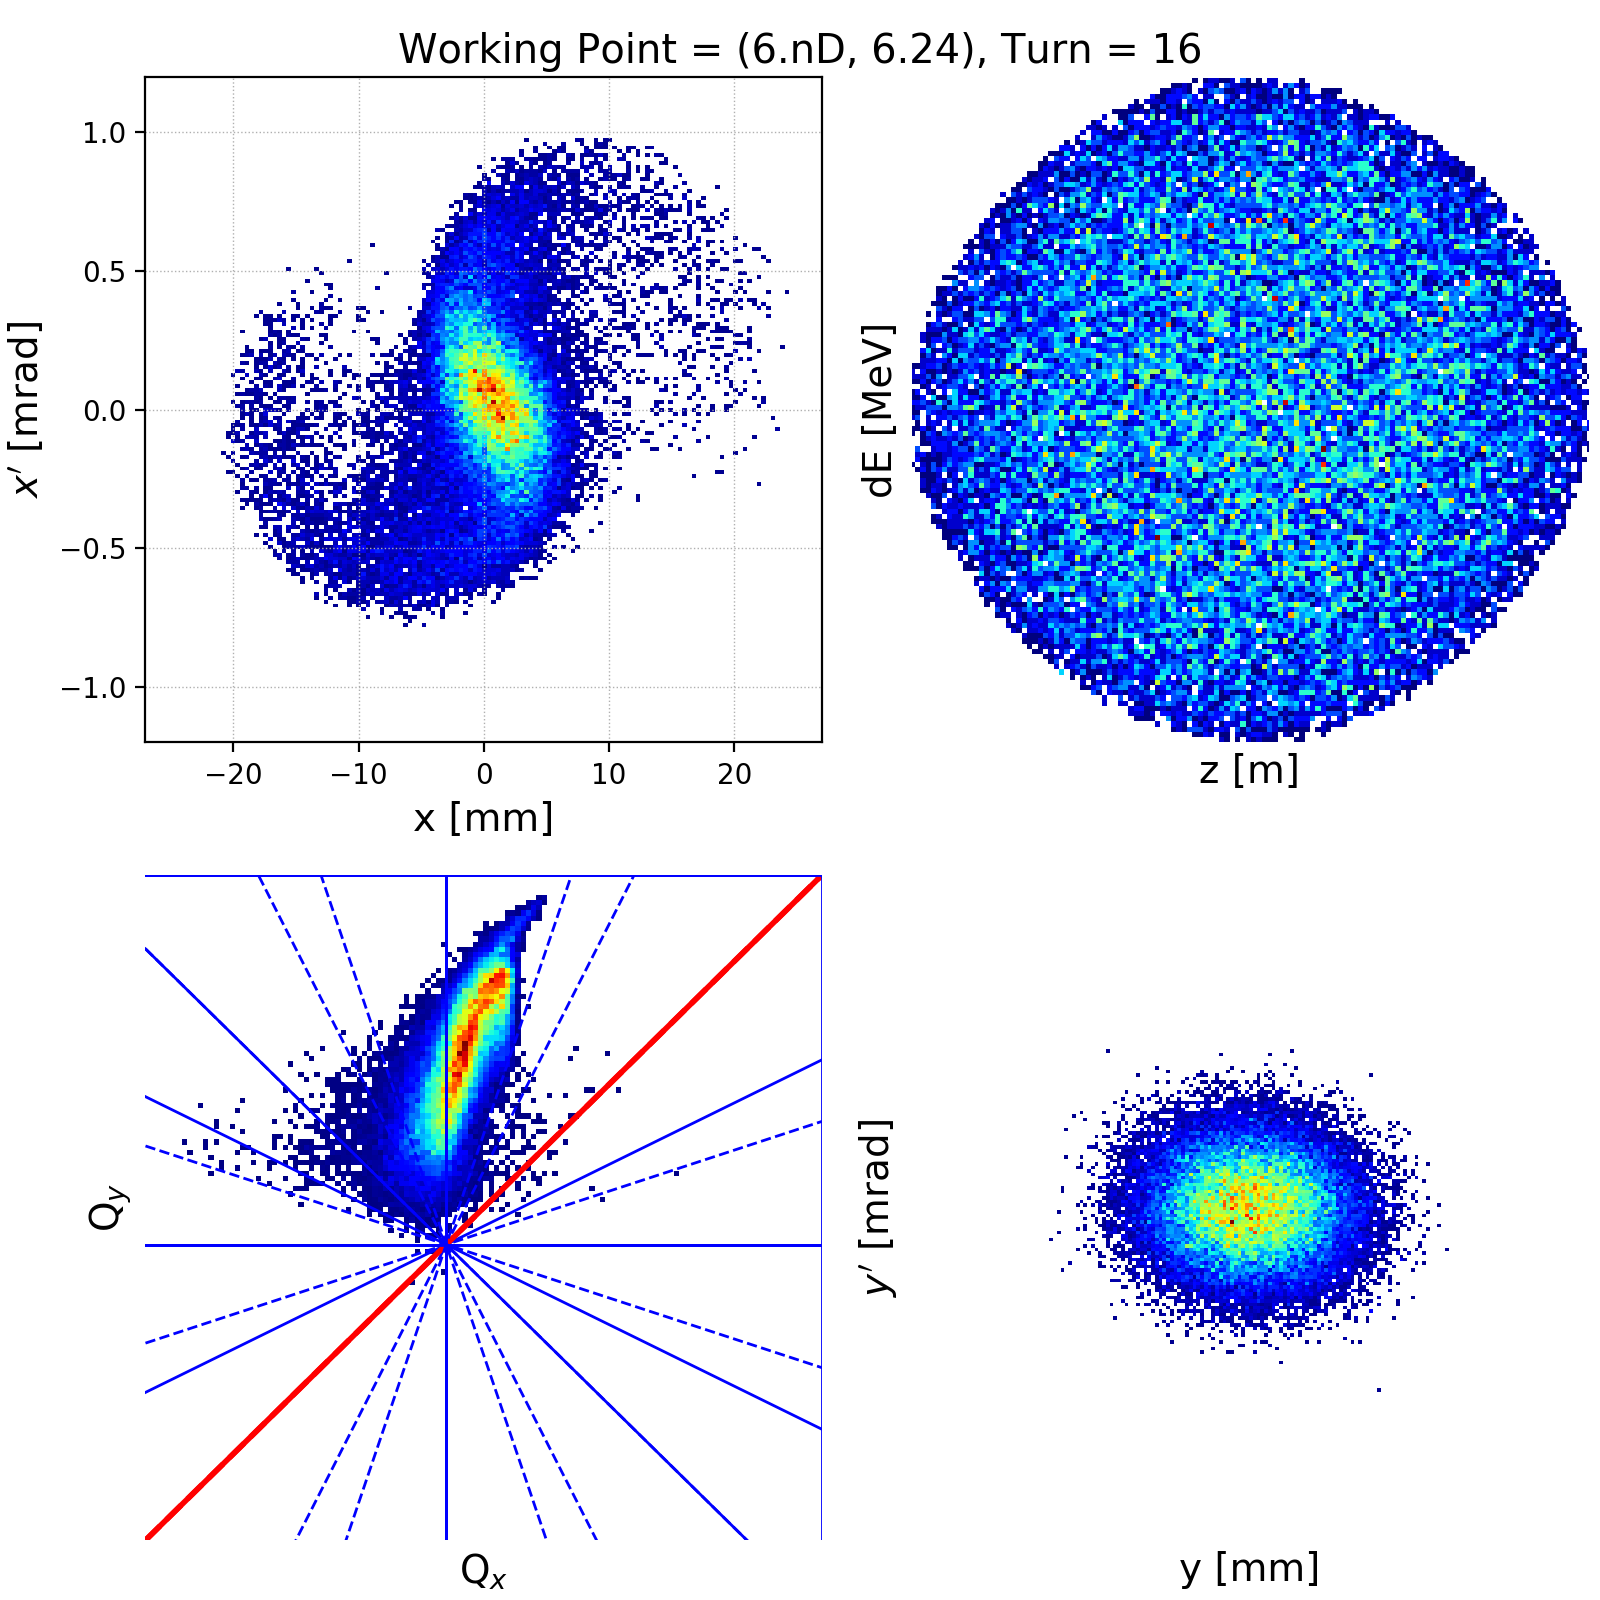 Working Point = (6.nD, 6.24), Turn = 16
1.0
0.5
0.0
−0.5
−1.0
x′ [mrad]
−20 −10 0 10 20
x [mm]
dE [MeV]
z [m]
Qy
Qx
y′ [mrad]
y [mm]